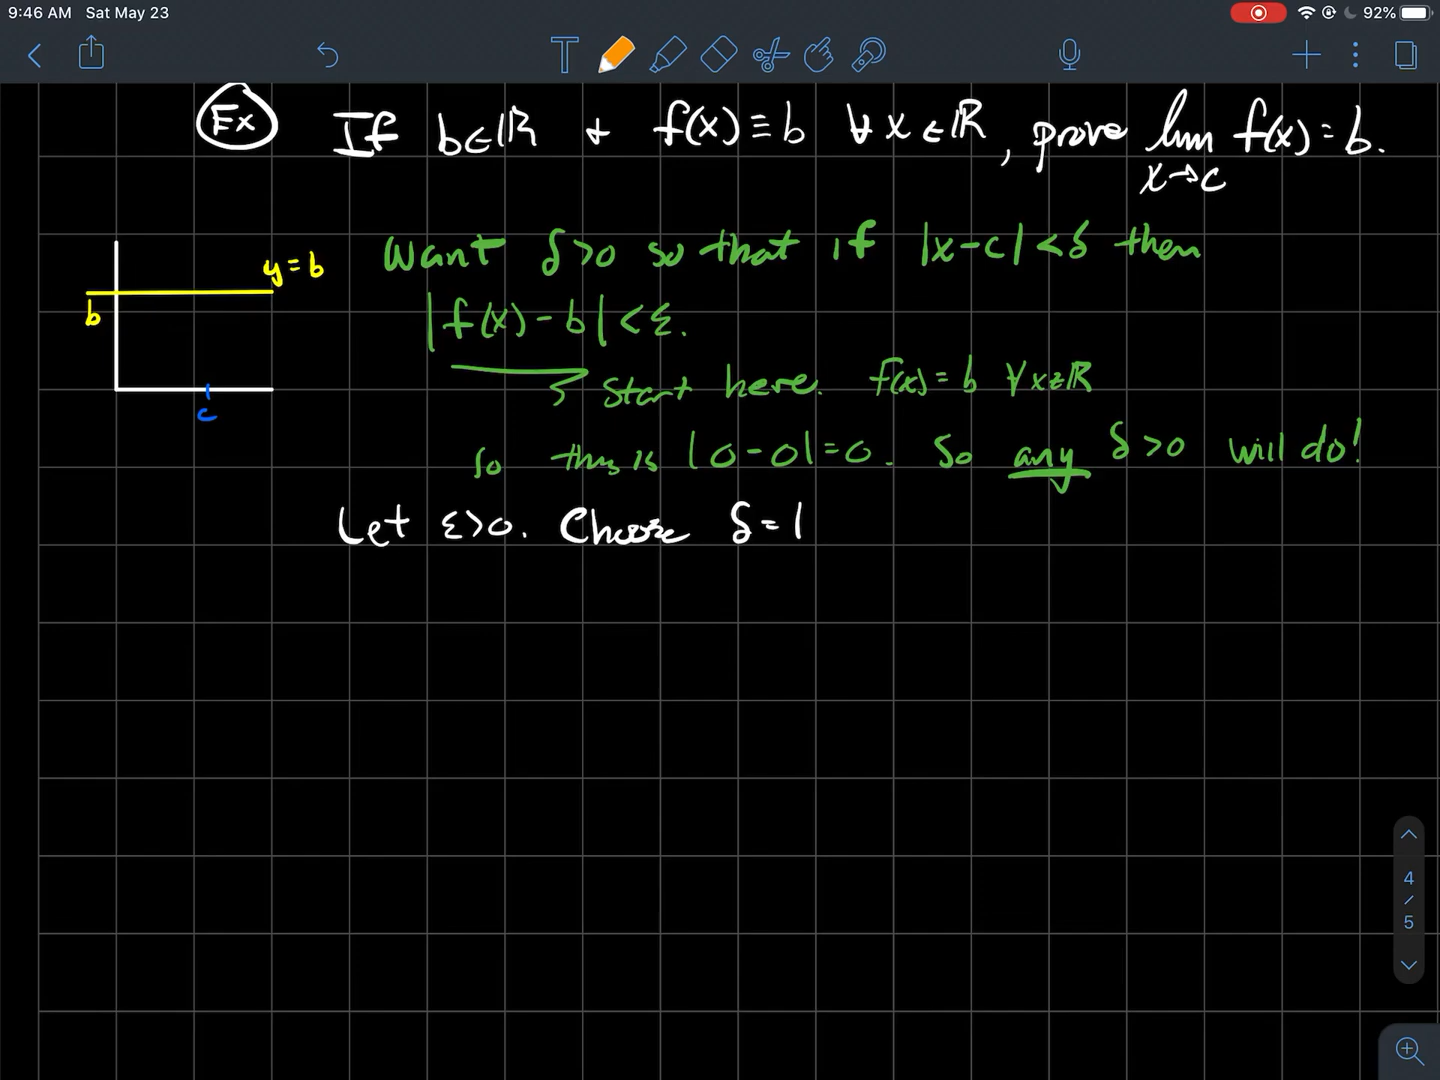 9:46 AM Sat May 23 92%
T
Ex If b∈ℝ + f(x)≡b ∀x∈ℝ, prove lim f(x)=b.
x→c
y=b
b
c
Want δ>0 so that if |x-c|<δ then
|f(x)-b|<ε.
Start here. f(x)=b ∀x∈ℝ
so this is |0-0|=0. So any δ>0 will do!
Let ε>0. Choose δ=1
4
/
5